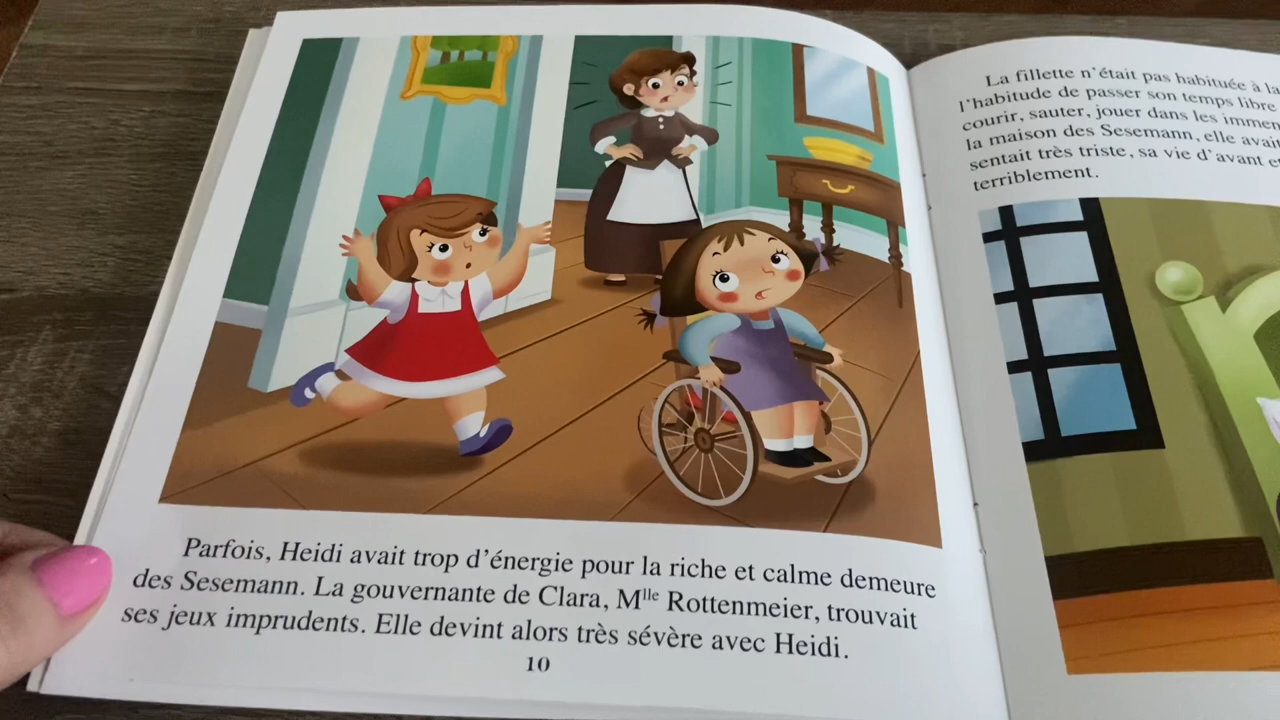 Parfois, Heidi avait trop d'énergie pour la riche et calme demeure
des Sesemann. La gouvernante de Clara, Mlle Rottenmeier, trouvait
ses jeux imprudents. Elle devint alors très sévère avec Heidi.
10
La fillette n'était pas habituée à la
l'habitude de passer son temps libre
courir, sauter, jouer dans les
la maison des Sesemann, elle avait
sentait très triste, sa vie d'avant
terriblement.